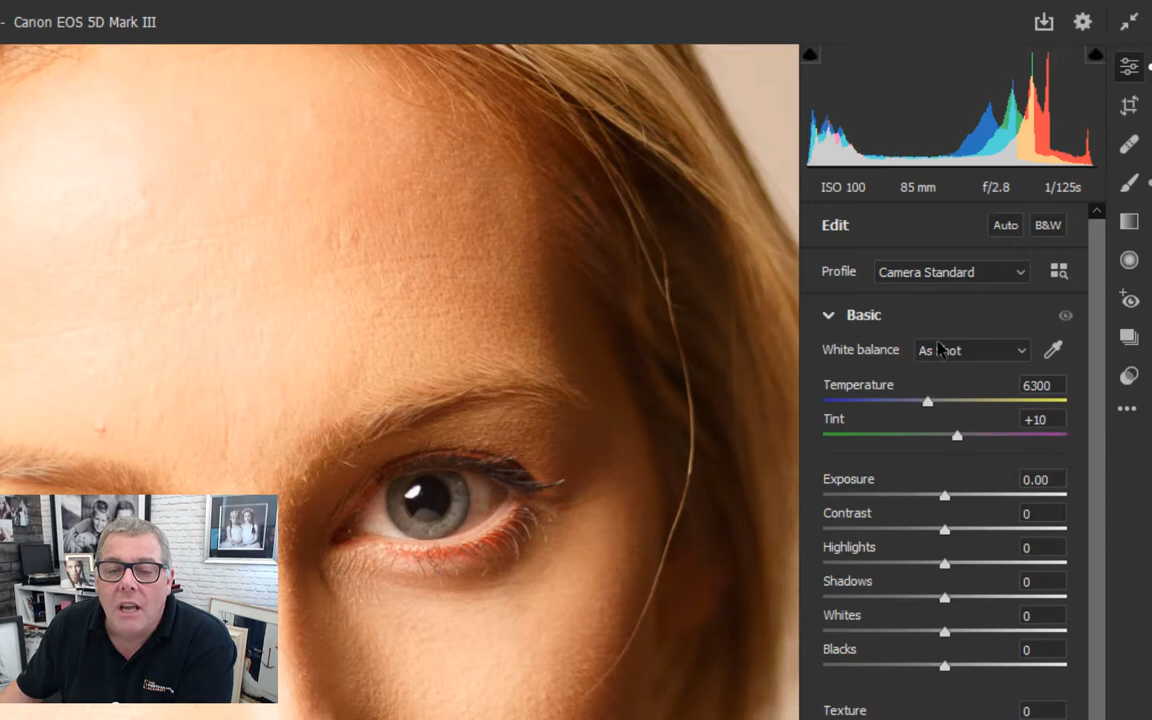 - Canon EOS 5D Mark III
ISO 100 85 mm f/2.8 1/125s
Edit Auto B&W
Profile Camera Standard
Basic
White balance As
Temperature 6300
Tint +10
Exposure 0.00
Contrast 0
Highlights 0
Shadows 0
Whites 0
Blacks 0
Texture 0